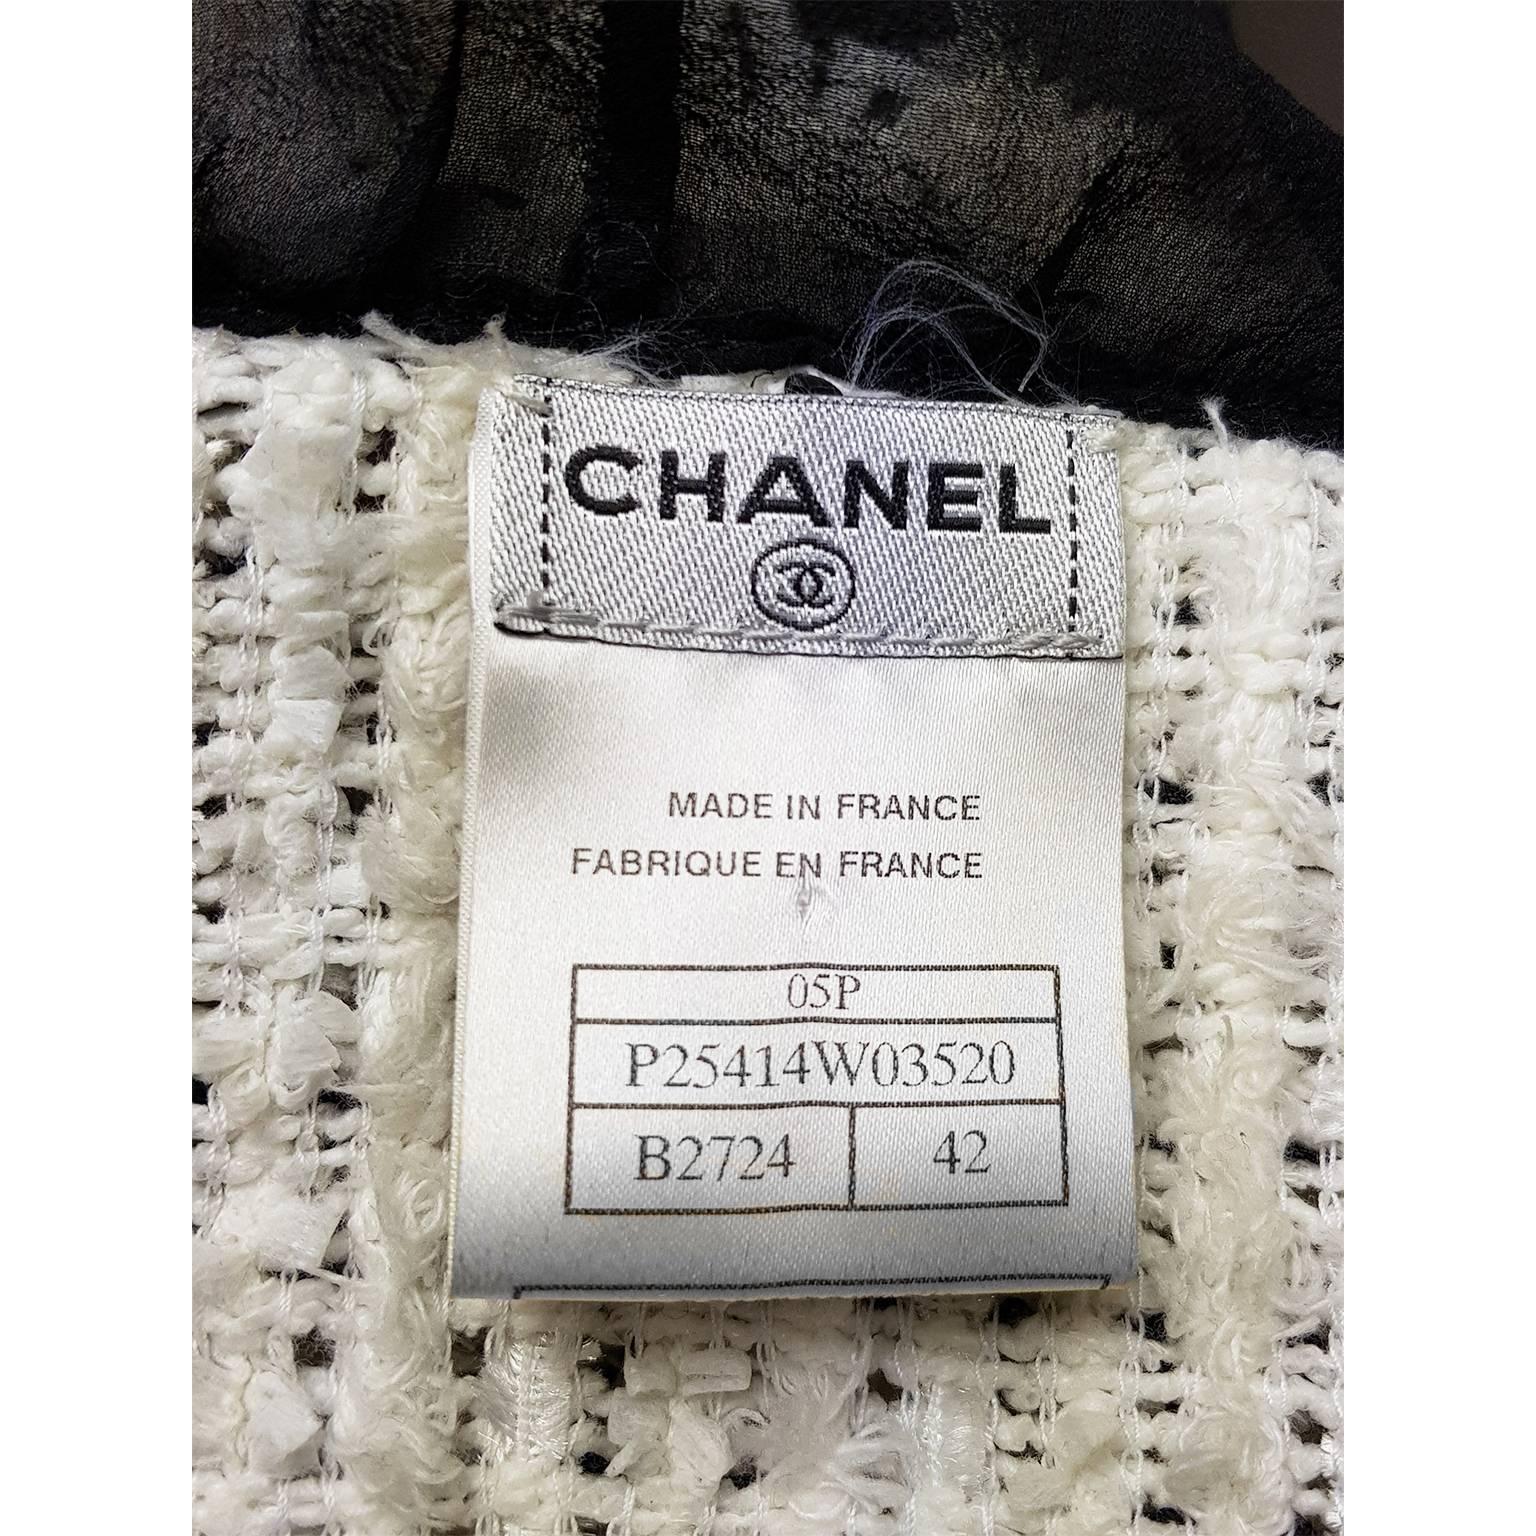 CHANEL
MADE IN FRANCE
FABRIQUE EN FRANCE
05P
P25414W03520
B2724 42